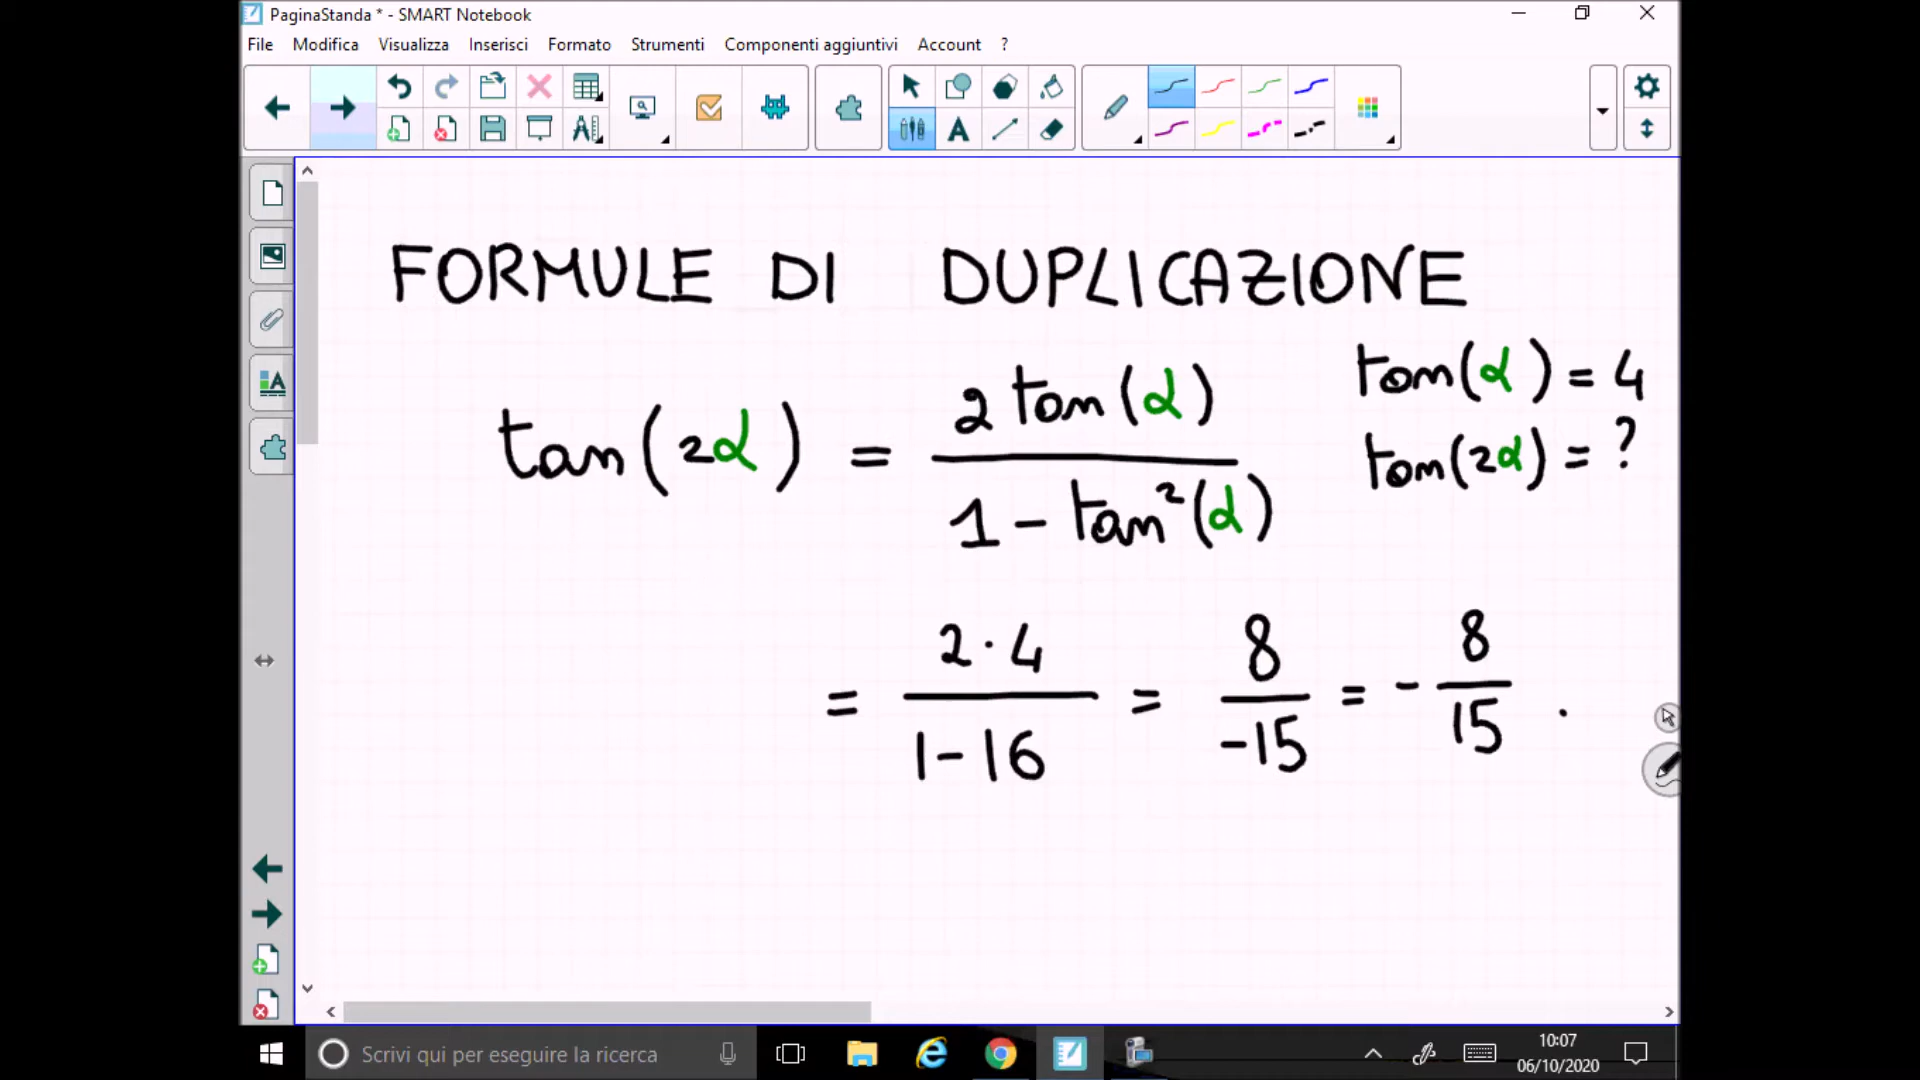 PaginaStanda * - SMART Notebook
File Modifica Visualizza Inserisci Formato Strumenti Componenti aggiuntivi Account ?
FORMULE DI DUPLICAZIONE
tan(2α) = 2 tan(α) / 1 - tan²(α)
tan(α) = 4
tan(2α) = ?
= 2·4 / 1-16 = 8 / -15 = - 8 / 15 .
Scrivi qui per eseguire la ricerca
10:07
06/10/2020